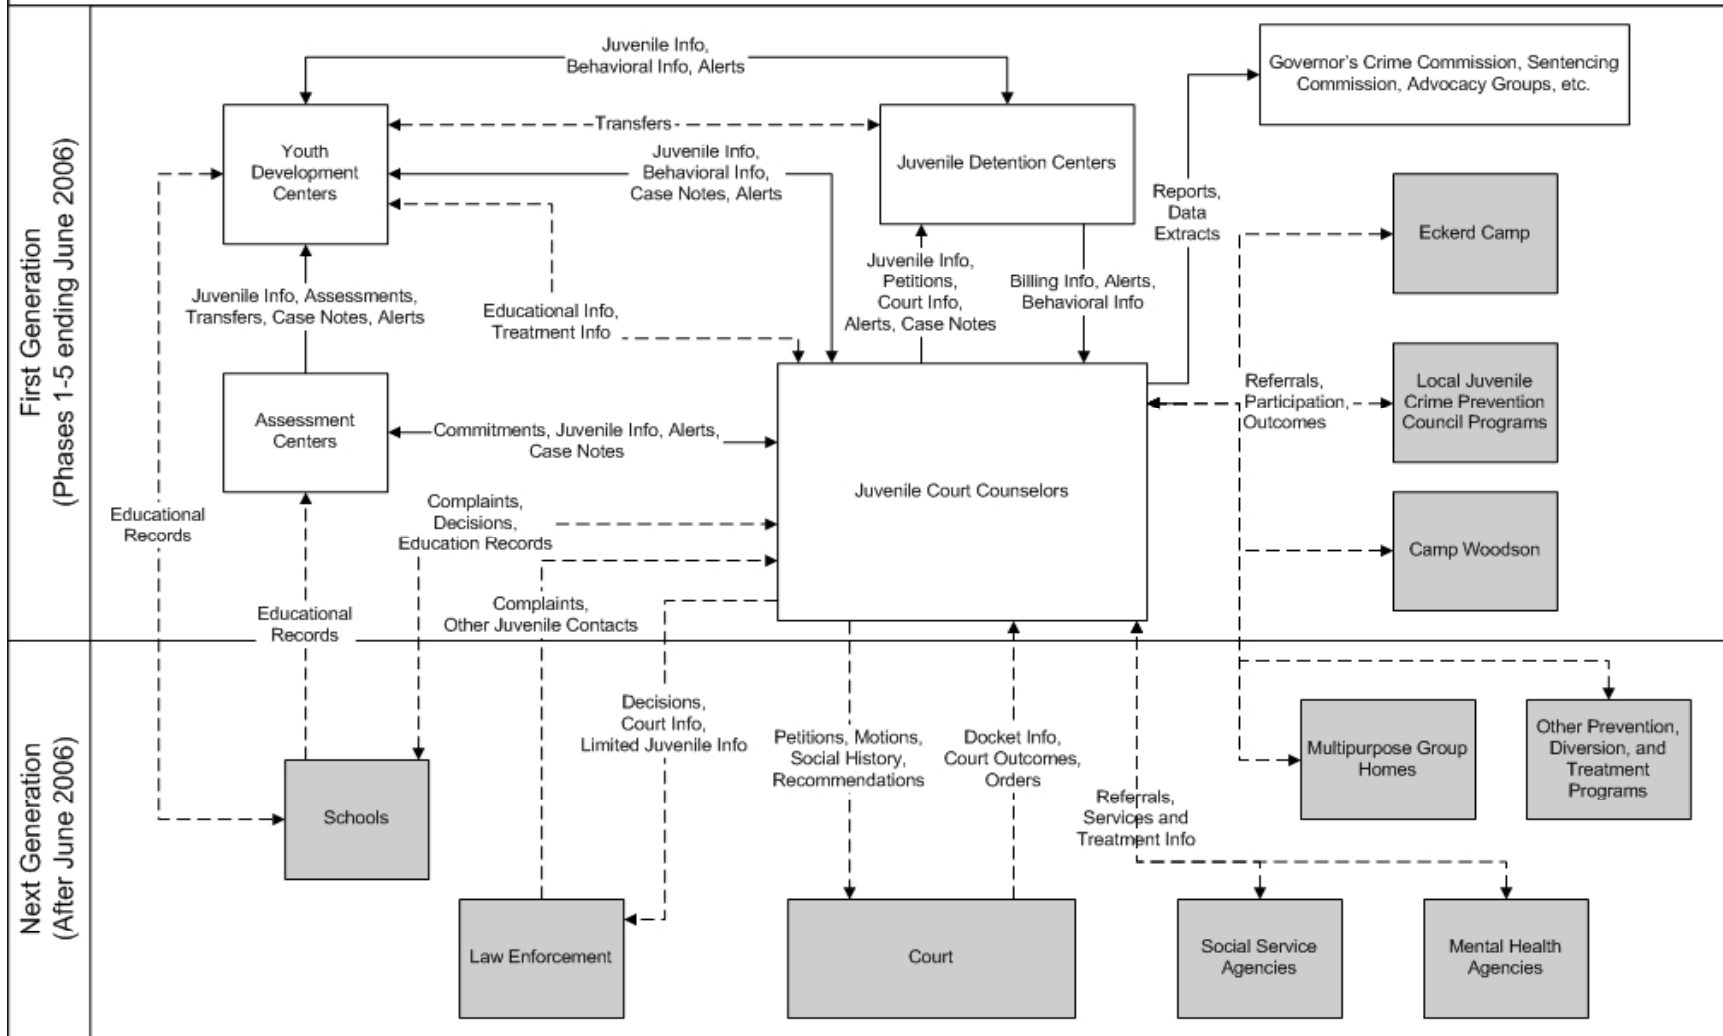 First Generation
(Phases 1-5 ending June 2006)
Juvenile Info,
Behavioral Info, Alerts
Governor's Crime Commission, Sentencing
Commission, Advocacy Groups, etc.
Youth
Development
Centers
Transfers
Juvenile Detention Centers
Juvenile Info,
Behavioral Info,
Case Notes, Alerts
Reports,
Data
Extracts
Eckerd Camp
Juvenile Info, Assessments,
Transfers, Case Notes, Alerts
Educational Info,
Treatment Info
Juvenile Info,
Petitions,
Court Info,
Alerts, Case Notes
Billing Info, Alerts,
Behavioral Info
Assessment
Centers
Commitments, Juvenile Info, Alerts,
Case Notes
Juvenile Court Counselors
Referrals,
Participation,
Outcomes
Local Juvenile
Crime Prevention
Council Programs
Educational
Records
Complaints,
Decisions,
Education Records
Camp Woodson
Educational
Records
Complaints,
Other Juvenile Contacts
Next Generation
(After June 2006)
Decisions,
Court Info,
Limited Juvenile Info
Petitions, Motions,
Social History,
Recommendations
Docket Info,
Court Outcomes,
Orders
Referrals,
Services and
Treatment Info
Multipurpose Group
Homes
Other Prevention,
Diversion, and
Treatment
Programs
Schools
Law Enforcement
Court
Social Service
Agencies
Mental Health
Agencies